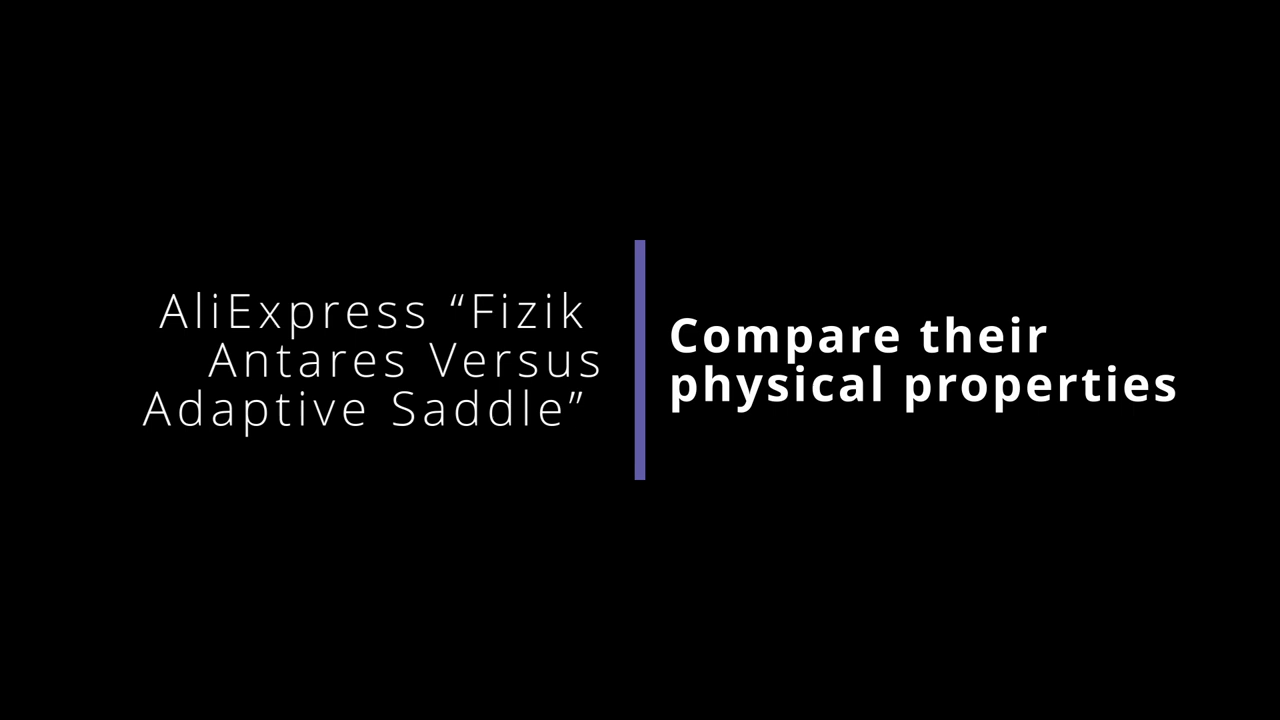 AliExpress “Fizik
Antares Versus
Adaptive Saddle”
Compare their
physical properties